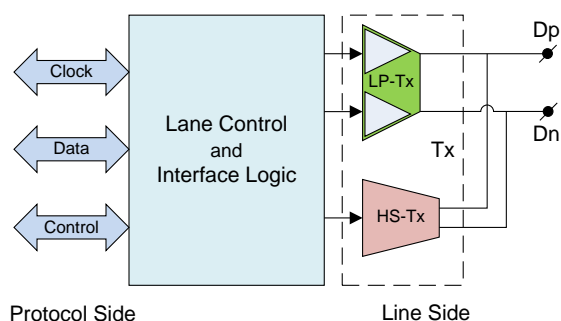 Clock
Data
Control
Lane Control
and
Interface Logic
LP-Tx
Tx
HS-Tx
Dp
Dn
Protocol Side
Line Side